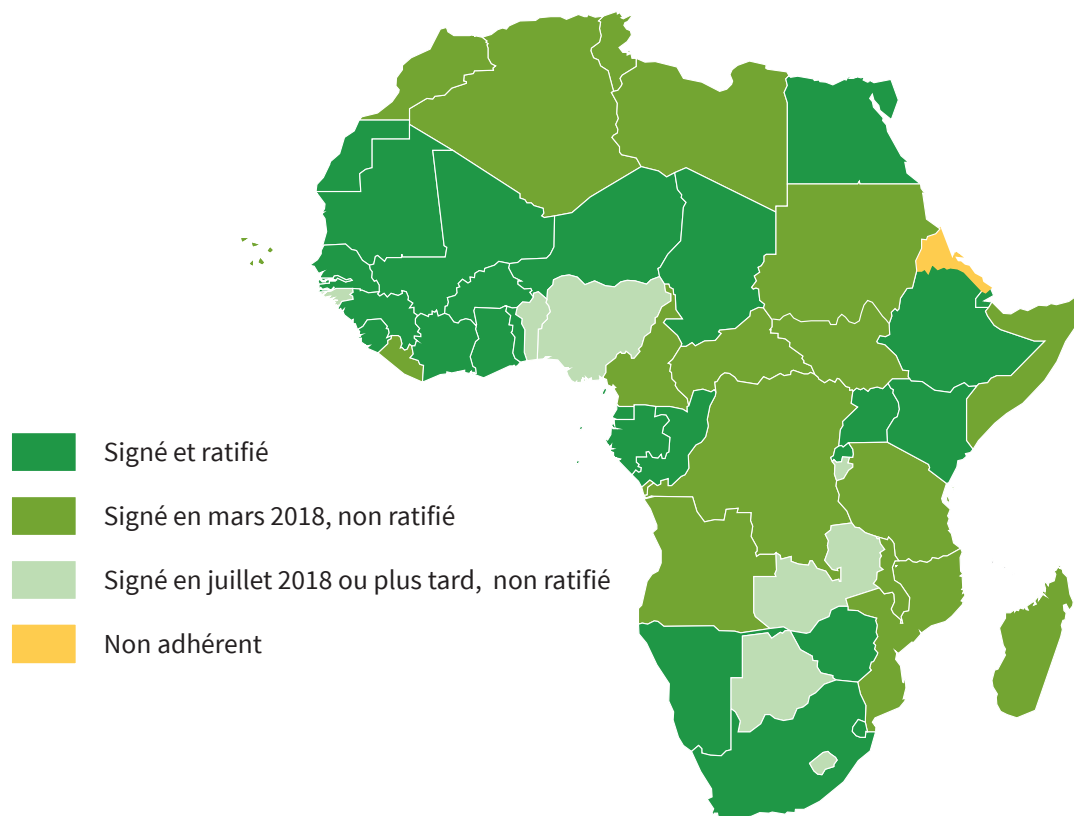 Signé et ratifié
Signé en mars 2018, non ratifié
Signé en juillet 2018 ou plus tard,  non ratifié
Non adhérent